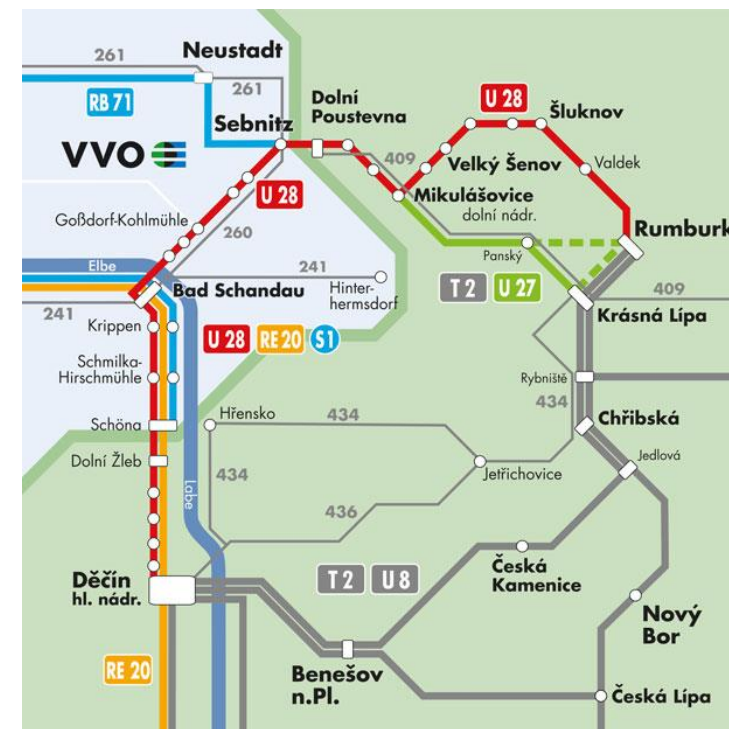 261
Neustadt
RB 71
261
Sebnitz
VVO
Dolní
Poustevna
U 28
Šluknov
409
Velký Šenov
Valdek
Mikulášovice
dolní nádr.
U 28
Goßdorf-Kohlmühle
260
Rumburk
Panský
Elbe
241
Hinter-
hermsdorf
T 2 U 27
409
Bad Schandau
241
Krásná Lípa
Krippen
U 28 RE 20 S1
Schmilka-
Hirschmühle
Rybniště
434
Schöna
Hřensko
434
Chřibská
Dolní Žleb
Jedlová
Jetřichovice
434
Labe
436
Děčín
hl. nádr.
T 2 U 8
Česká
Kamenice
Nový
Bor
RE 20
Benešov
n.Pl.
Česká Lípa